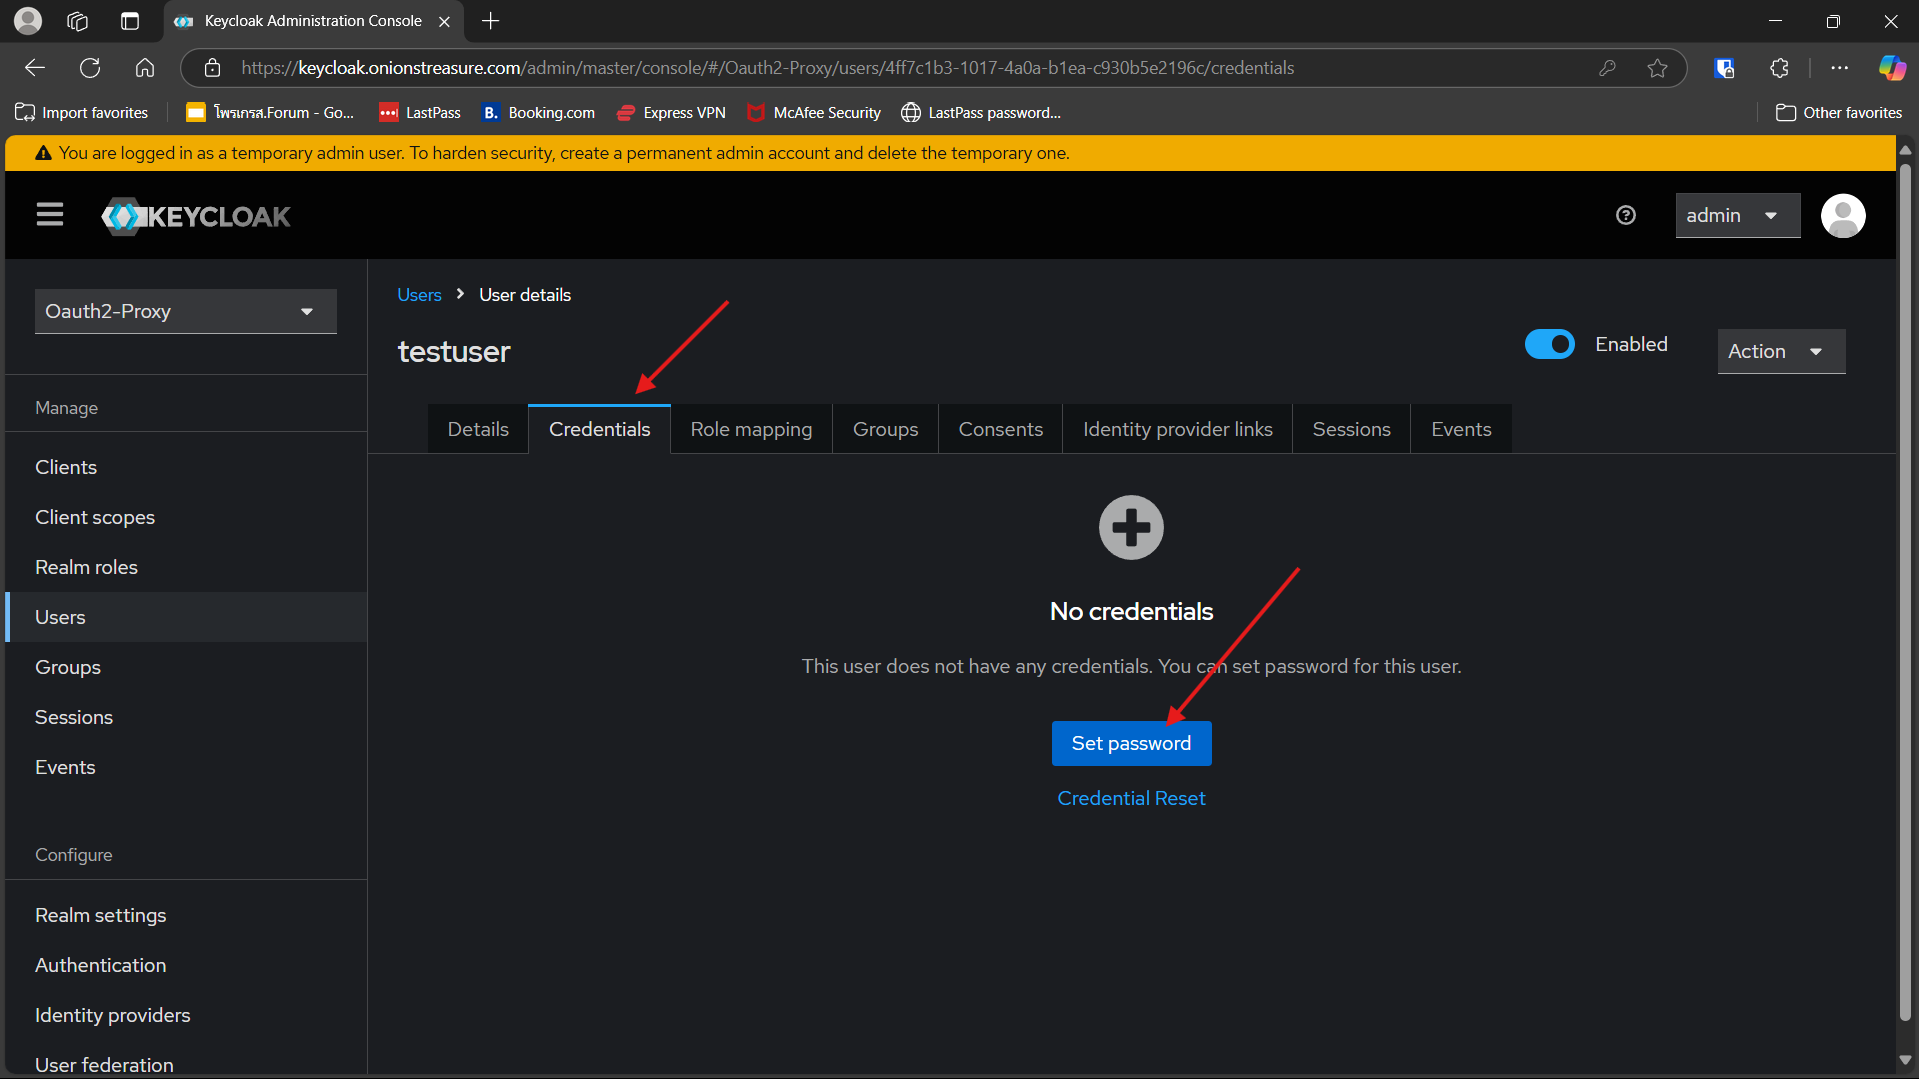 Keycloak Administration Console
https://keycloak.onionstreasure.com/admin/master/console/#/Oauth2-Proxy/users/4ff7c1b3-1017-4a0a-b1ea-c930b5e2196c/credentials
Import favorites โพรเกรส.Forum - Go... LastPass B. Booking.com Express VPN McAfee Security LastPass password... Other favorites
You are logged in as a temporary admin user. To harden security, create a permanent admin account and delete the temporary one.
KEYCLOAK
admin
Oauth2-Proxy
Users > User details
testuser
Enabled
Action
Manage
Details Credentials Role mapping Groups Consents Identity provider links Sessions Events
Clients
Client scopes
Realm roles
Users
Groups
Sessions
Events
No credentials
This user does not have any credentials. You can set password for this user.
Set password
Credential Reset
Configure
Realm settings
Authentication
Identity providers
User federation